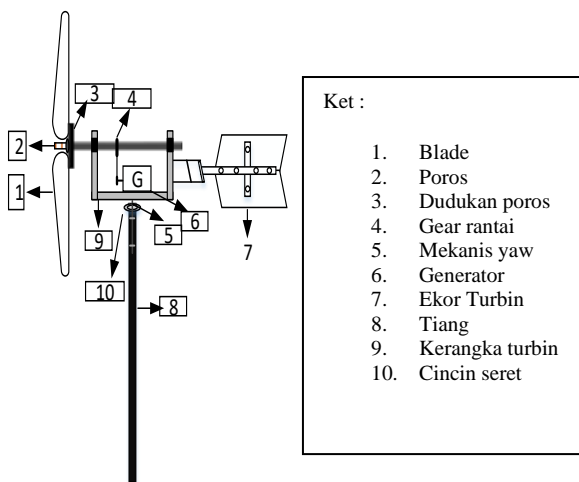 3
4
2
G
1
6
5
9
7
10
8
Ket :
1. Blade
2. Poros
3. Dudukan poros
4. Gear rantai
5. Mekanis yaw
6. Generator
7. Ekor Turbin
8. Tiang
9. Kerangka turbin
10. Cincin seret